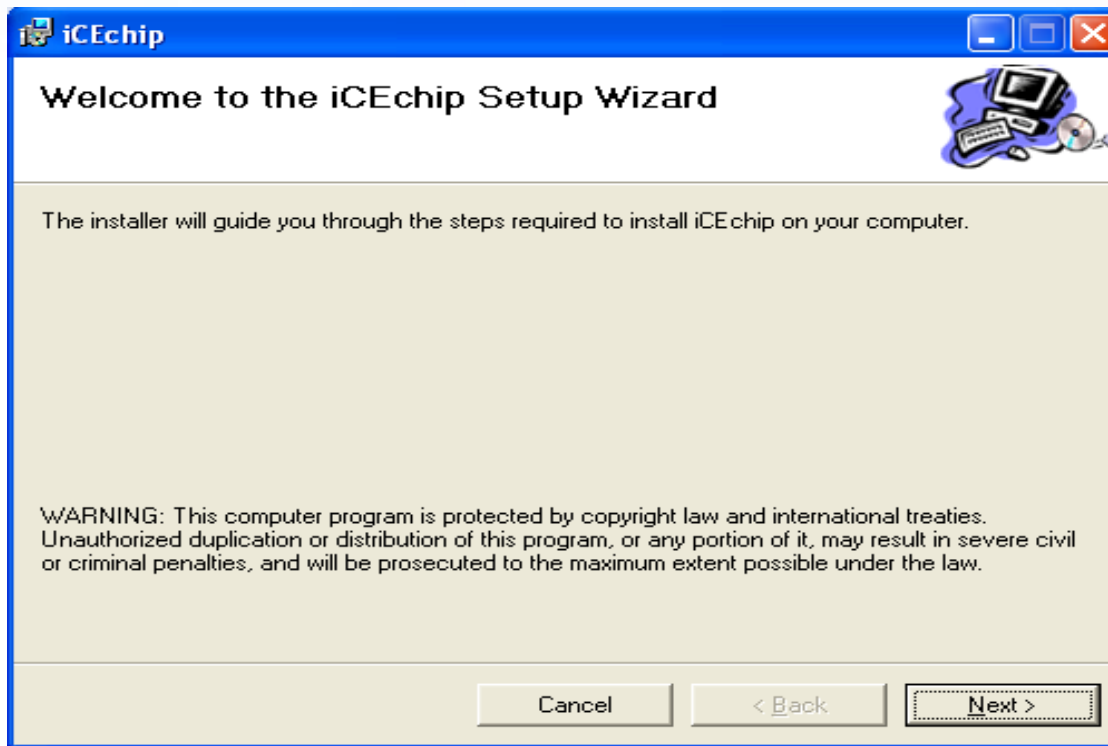 iCEchip
Welcome to the iCEchip Setup Wizard
The installer will guide you through the steps required to install iCEchip on your computer.
WARNING: This computer program is protected by copyright law and international treaties.
Unauthorized duplication or distribution of this program, or any portion of it, may result in severe civil
or criminal penalties, and will be prosecuted to the maximum extent possible under the law.
Cancel < Back Next >